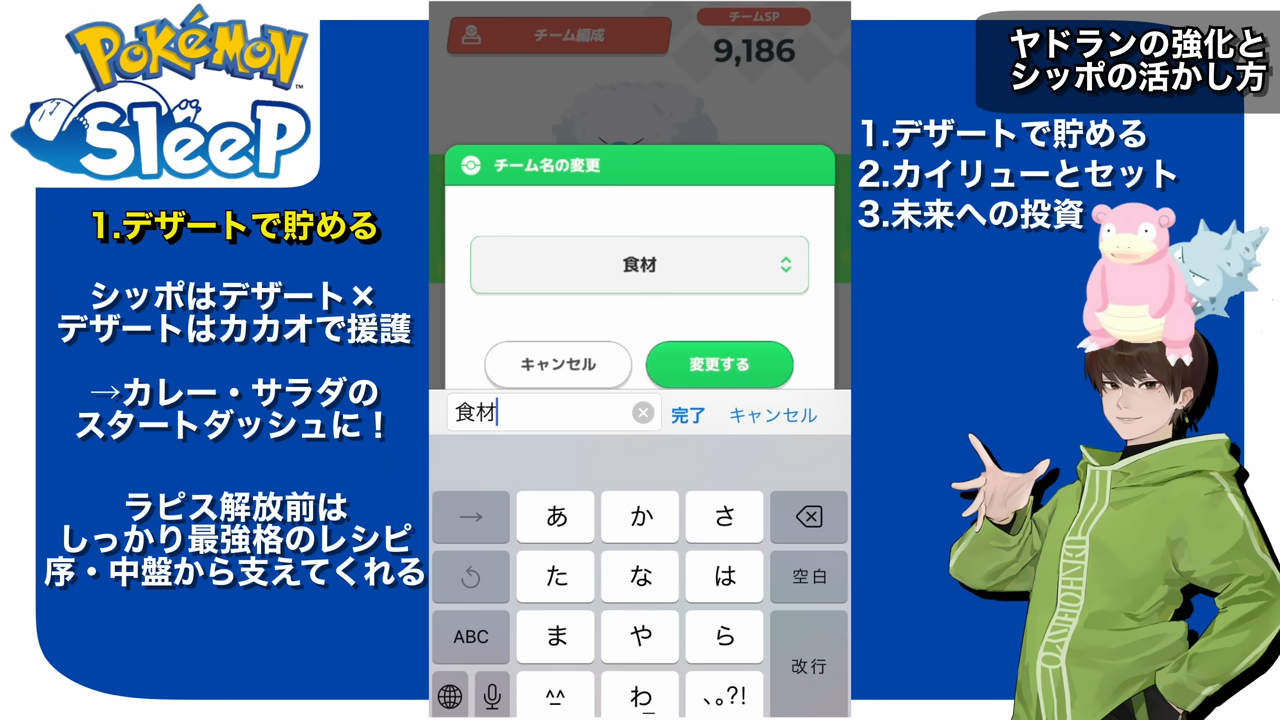 POKéMON
Sleep
1.デザートで貯める
シッポはデザート×
デザートはカカオで援護
→カレー・サラダの
スタートダッシュに！
ラピス解放前は
しっかり最強格のレシピ
序・中盤から支えてくれる
チーム編成
チームSP
9,186
チーム名の変更
食材
キャンセル
変更する
食材
完了 キャンセル
→ あ か さ
た な は 空白
ABC ま や ら
改行
^^ わ 、。?!
ヤドランの強化と
シッポの活かし方
1.デザートで貯める
2.カイリューとセット
3.未来への投資